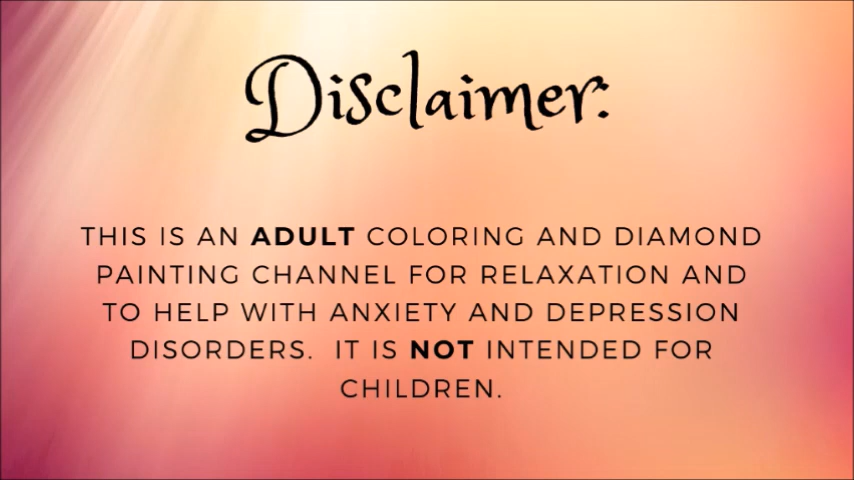 Disclaimer:
THIS IS AN ADULT COLORING AND DIAMOND
PAINTING CHANNEL FOR RELAXATION AND
TO HELP WITH ANXIETY AND DEPRESSION
DISORDERS.  IT IS NOT INTENDED FOR
CHILDREN.